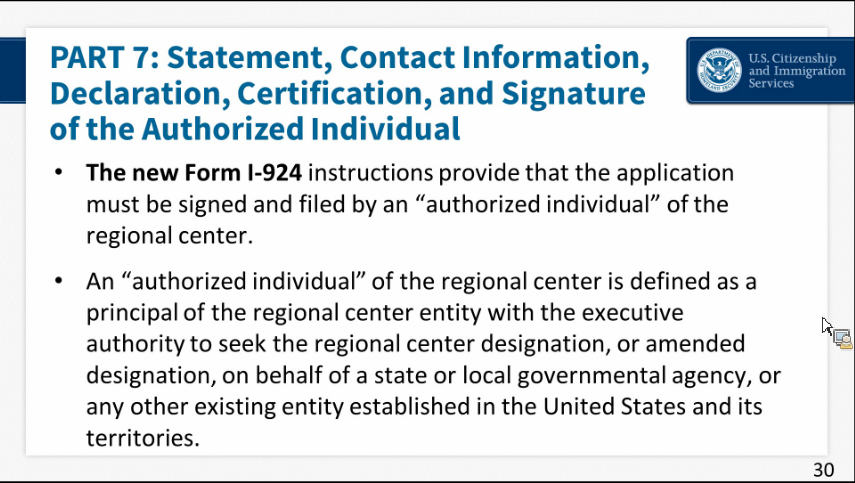 PART 7: Statement, Contact Information,
Declaration, Certification, and Signature
of the Authorized Individual
U.S. Citizenship
and Immigration
Services
• The new Form I-924 instructions provide that the application
must be signed and filed by an “authorized individual” of the
regional center.
• An “authorized individual” of the regional center is defined as a
principal of the regional center entity with the executive
authority to seek the regional center designation, or amended
designation, on behalf of a state or local governmental agency, or
any other existing entity established in the United States and its
territories.
30